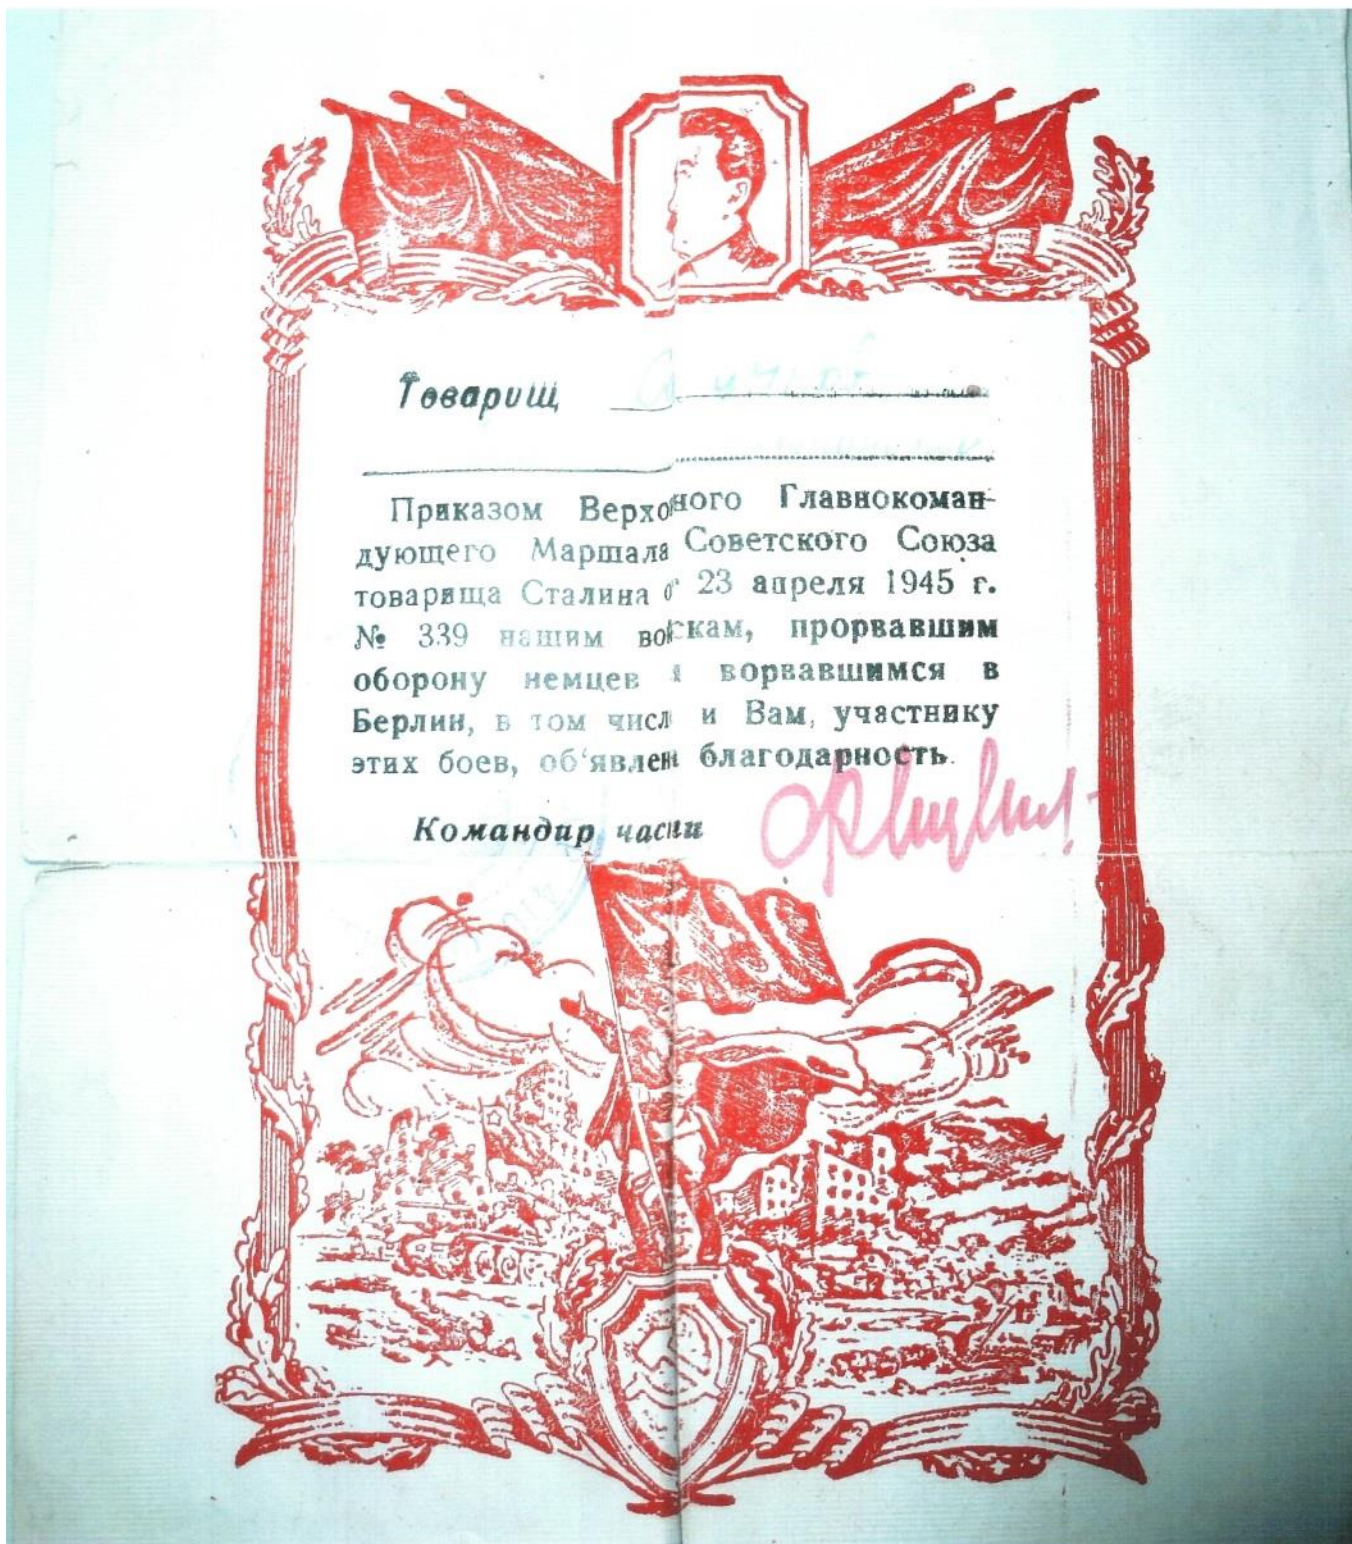 Товарищ
Приказом Верховного Главнокоман-
дующего Маршала Советского Союза
товарища Сталина от 23 апреля 1945 г.
№ 339 нашим войскам, прорвавшим
оборону немцев и ворвавшимся в
Берлин, в том числе и Вам, участнику
этих боев, об'явлена благодарность.
Командир части